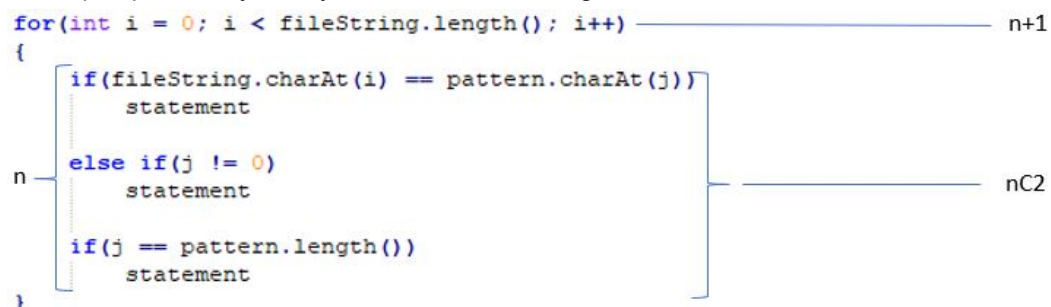 for(int i = 0; i < fileString.length(); i++) n+1
{
if(fileString.charAt(i) == pattern.charAt(j))
statement
else if(j != 0)
n nC2
statement
if(j == pattern.length())
statement
}